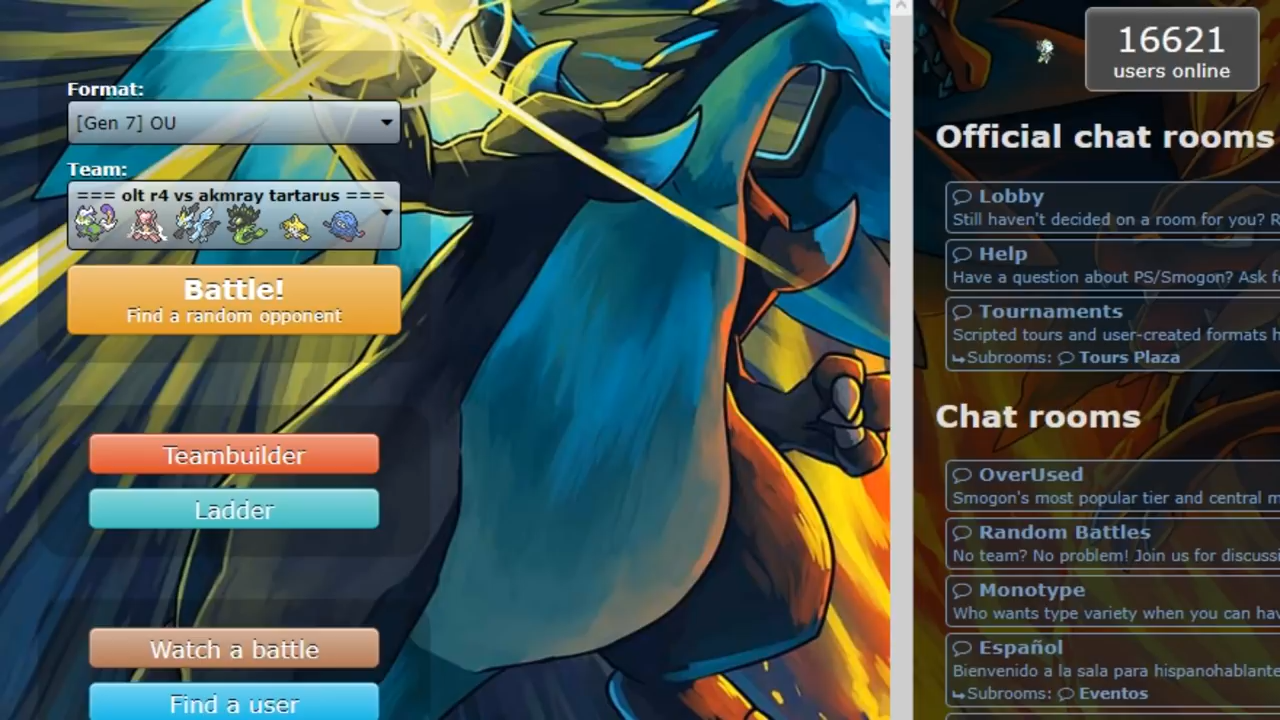 Format:
[Gen 7] OU
Team:
=== olt r4 vs akmray tartarus ===
Battle!
Find a random opponent
Teambuilder
Ladder
Watch a battle
Find a user
16621
users online
Official chat rooms
Lobby
Still haven't decided on a room for you? R
Help
Have a question about PS/Smogon? Ask f
Tournaments
Scripted tours and user-created formats h
Subrooms: Tours Plaza
Chat rooms
OverUsed
Smogon's most popular tier and central m
Random Battles
No team? No problem! Join us for discussi
Monotype
Who wants type variety when you can hav
Español
Bienvenido a la sala para hispanohablante
Subrooms: Eventos